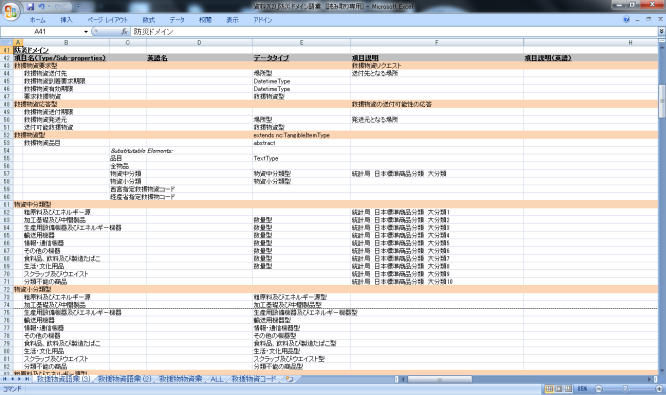 資料及び防災ドメイン語彙 [読み取り専用] - Microsoft Excel
ホーム 挿入 ページ レイアウト 数式 データ 校閲 表示 アドイン
A41 fx 防災ドメイン
A B C D E F H
41 防災ドメイン
42 項目名(Type/Sub-properties) 英語名 データタイプ 項目説明 項目説明(英語)
43 救援物資要求型 救援物資リクエスト
44 救援物資送付先 場所型 送付先となる場所
45 救援物資到着要求期限 DatetimeType
46 救援物資有効期限 DatetimeType
47 要求救援物資 救援物資型
48 救援物資応答型 救援物資の送付可能性の応答
49 救援物資送付期限
50 救援物資発送元 場所型 発送元となる場所
51 送付可能救援物資 救援物資型
52 救援物資型 extends nc:TangibleItemType
53 救援物資品目 abstract
54 Substitutable Elements:
55 品目 TextType
56 全物品
57 物資中分類 物資中分類型 統計局 日本標準商品分類 大分類
58 物資小分類 物資小分類型
59 西宮指定救援物資コード
60 経産省指定救援物コード
61 物資中分類型
62 粗原料及びエネルギー源 統計局 日本標準商品分類 大分類1
63 加工基礎及び中間製品 数量型 統計局 日本標準商品分類 大分類2
64 生産用設備機器及びエネルギー機器 数量型 統計局 日本標準商品分類 大分類3
65 輸送用機器 数量型 統計局 日本標準商品分類 大分類4
66 情報・通信機器 数量型 統計局 日本標準商品分類 大分類5
67 その他の機器 数量型 統計局 日本標準商品分類 大分類6
68 食料品、飲料及び製造たばこ 数量型 統計局 日本標準商品分類 大分類7
69 生活・文化用品 数量型 統計局 日本標準商品分類 大分類8
70 スクラップ及びウエイスト 統計局 日本標準商品分類 大分類9
71 分類不能の商品 統計局 日本標準商品分類 大分類10
72 物資小分類型
73 粗原料及びエネルギー源 粗原料及びエネルギー源型
74 加工基礎及び中間製品 加工基礎及び中間製品型
75 生産用設備機器及びエネルギー機器 生産用設備機器及びエネルギー機器型
76 輸送用機器 輸送用機器型
77 情報・通信機器 情報・通信機器型
78 その他の機器 その他の機器型
79 食料品、飲料及び製造たばこ 食料品、飲料及び製造たばこ型
80 生活・文化用品 生活・文化用品型
81 スクラップ及びウエイスト スクラップ及びウエイスト型
82 分類不能の商品 分類不能の商品型
救援物資語彙 (3) 救援物資語彙 (2) 救援物物資彙 ALL 救援物資コード
コマンド 85%